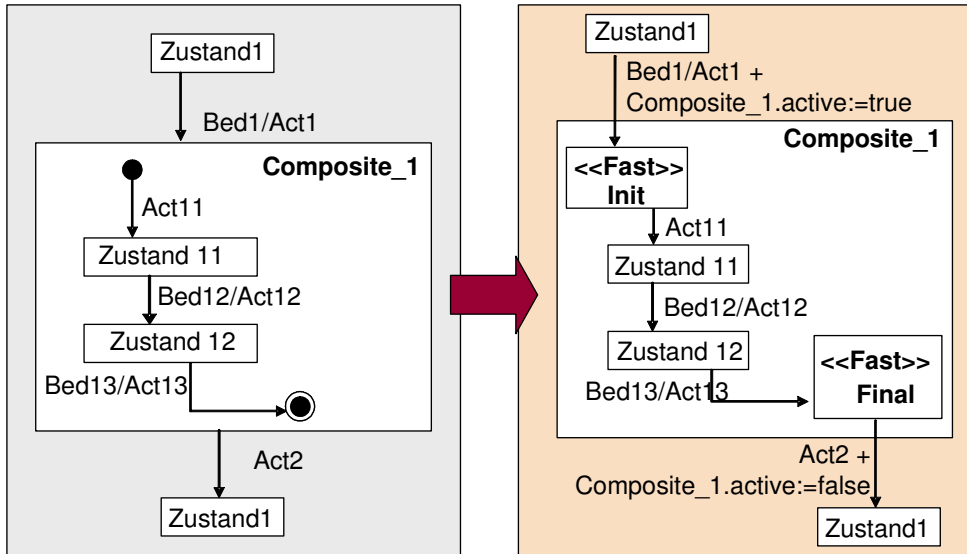 Zustand1
Bed1/Act1
Composite_1
Act11
Zustand 11
Bed12/Act12
Zustand 12
Bed13/Act13
Act2
Zustand1
Zustand1
Bed1/Act1 +
Composite_1.active:=true
Composite_1
<<Fast>>
Init
Act11
Zustand 11
Bed12/Act12
Zustand 12
Bed13/Act13
<<Fast>>
Final
Act2 +
Composite_1.active:=false
Zustand1